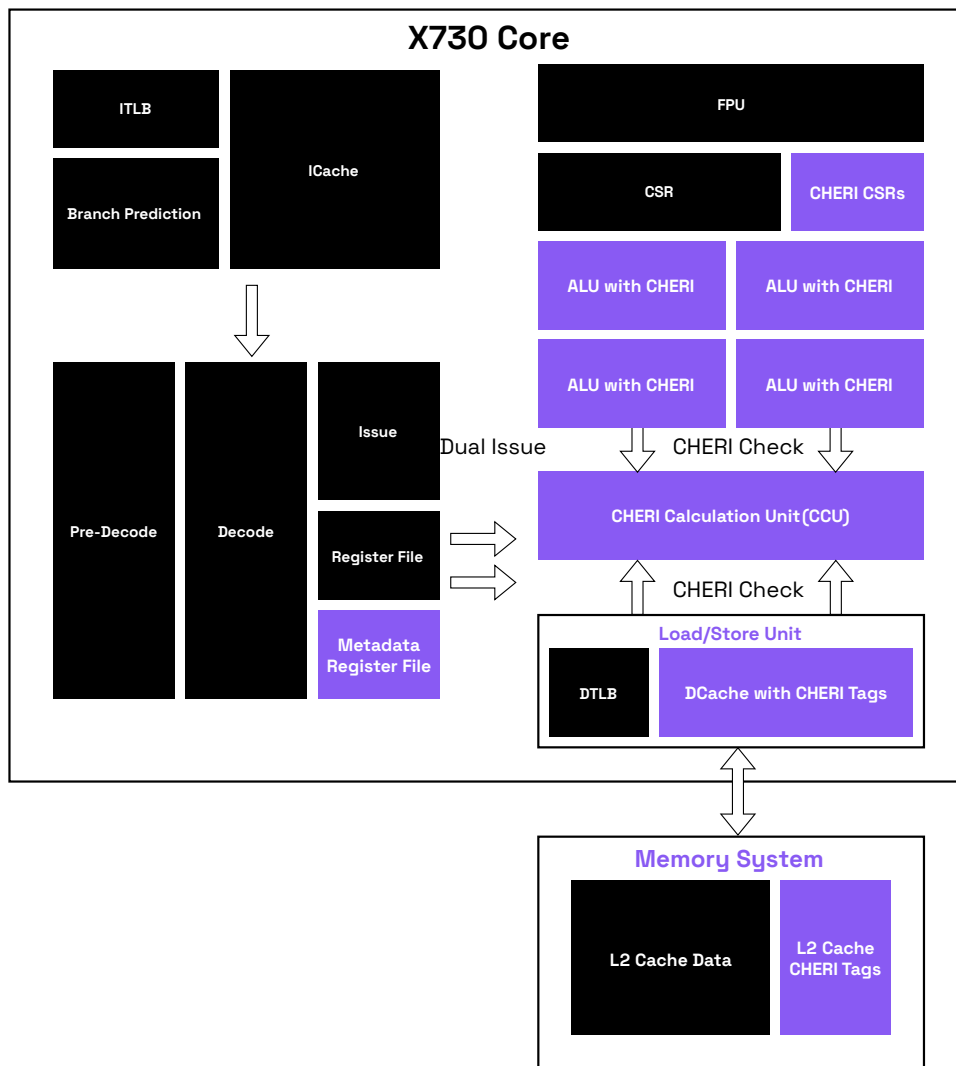 X730 Core
ITLB
ICache
Branch Prediction
FPU
CSR
CHERI CSRs
ALU with CHERI
ALU with CHERI
ALU with CHERI
ALU with CHERI
Pre-Decode
Decode
Issue
Register File
Metadata
Register File
Dual Issue
CHERI Check
CHERI Calculation Unit(CCU)
CHERI Check
Load/Store Unit
DTLB
DCache with CHERI Tags
Memory System
L2 Cache Data
L2 Cache
CHERI Tags